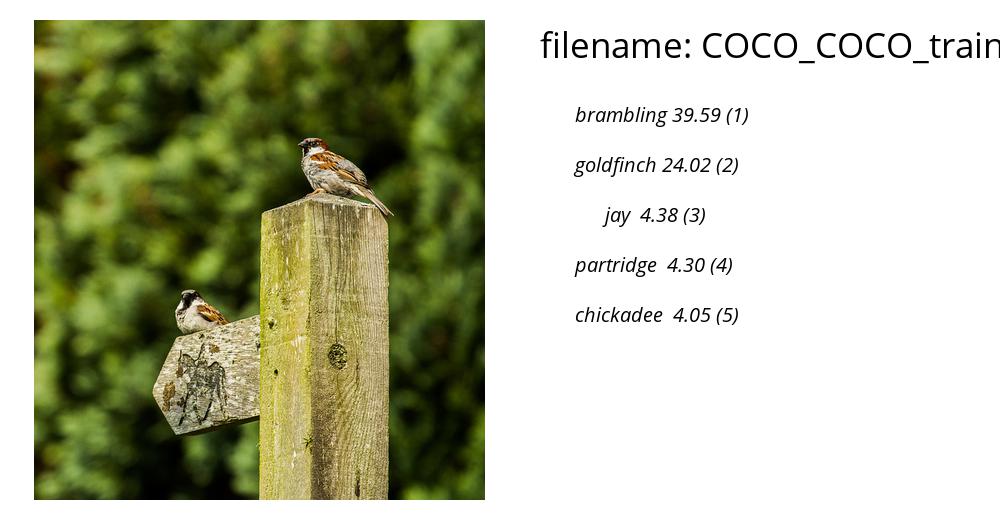 filename: COCO_COCO_train
brambling 39.59 (1)
goldfinch 24.02 (2)
jay 4.38 (3)
partridge 4.30 (4)
chickadee 4.05 (5)